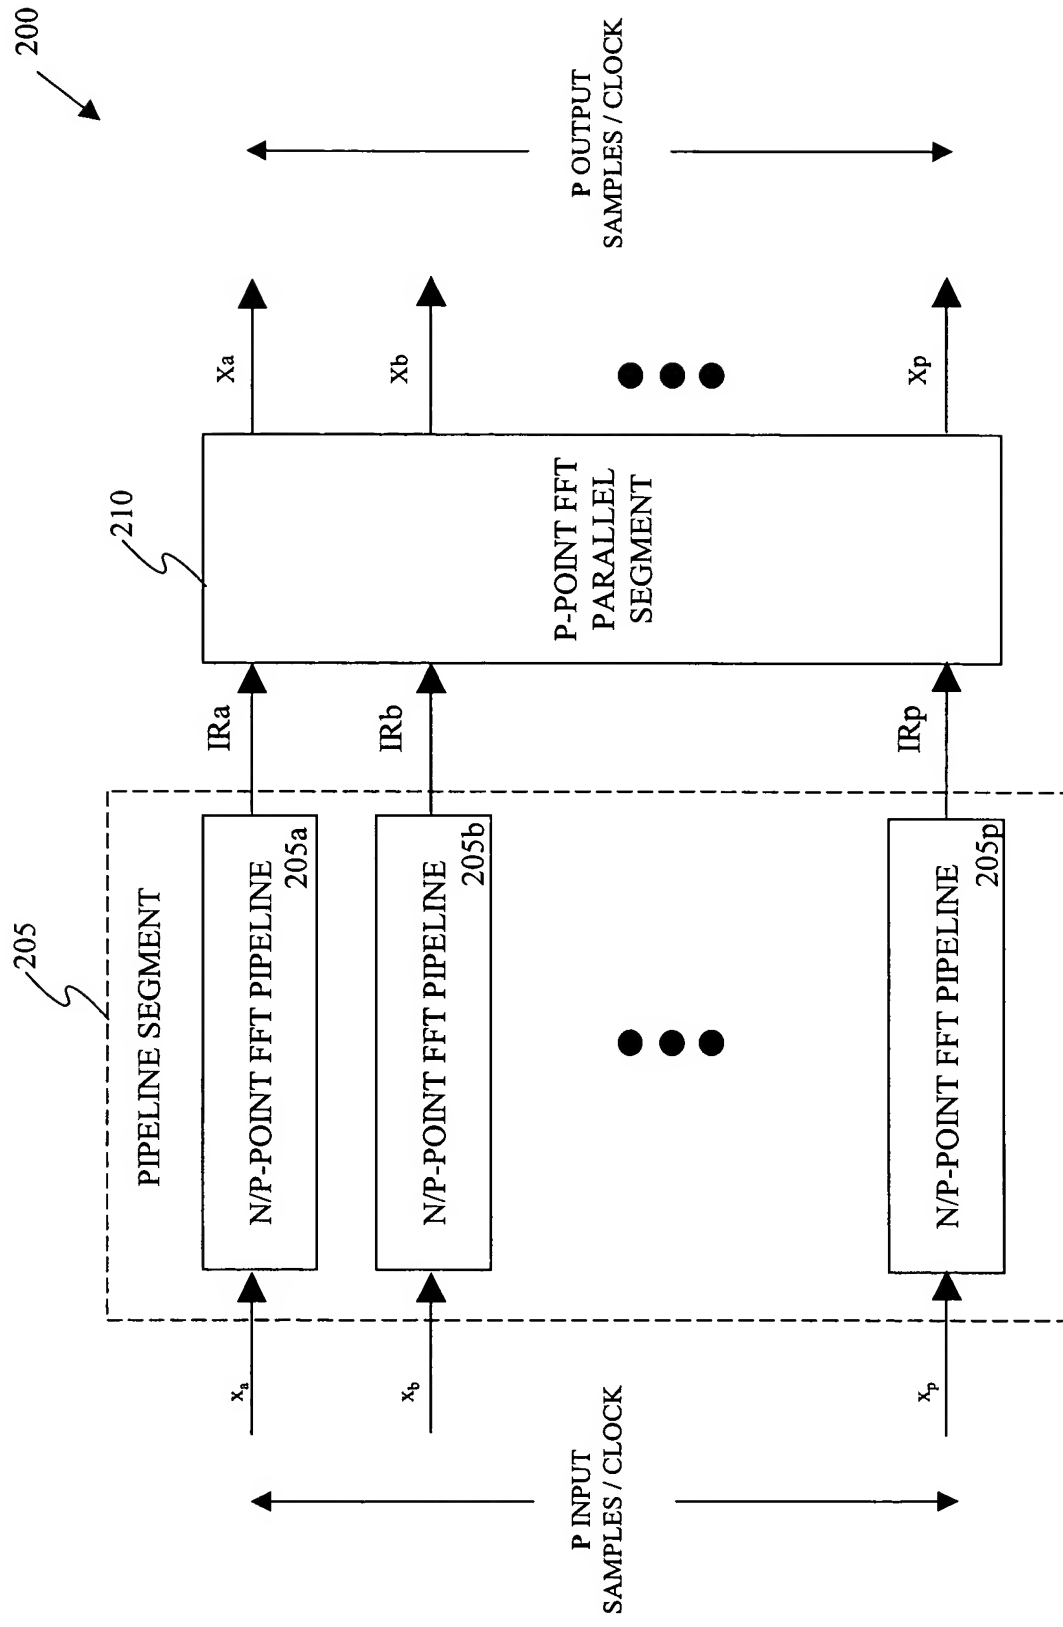 200
205
PIPELINE SEGMENT
210
P INPUT
SAMPLES / CLOCK
xₐ
N/P-POINT FFT PIPELINE
205a
IRa
Xa
x_b
N/P-POINT FFT PIPELINE
205b
IRb
Xb
P-POINT FFT
PARALLEL
SEGMENT
P OUTPUT
SAMPLES / CLOCK
xₚ
N/P-POINT FFT PIPELINE
205p
IRp
Xp